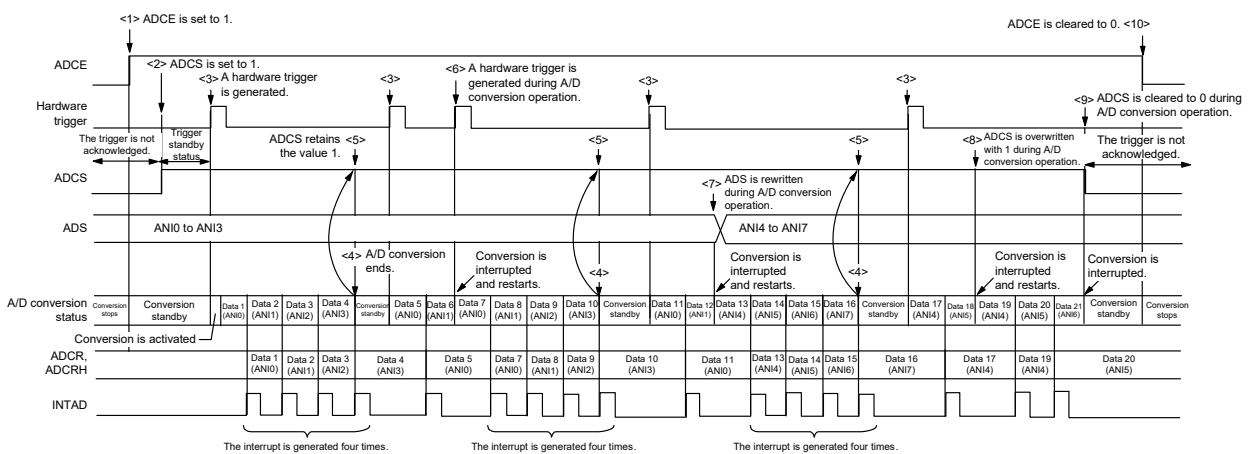 <1> ADCE is set to 1.
ADCE is cleared to 0. <10>
ADCE
<2> ADCS is set to 1.
<3> A hardware trigger
is generated.
<3>
<6> A hardware trigger is
generated during A/D
conversion operation.
<3>
<3>
<9> ADCS is cleared to 0 during
A/D conversion operation.
Hardware
trigger
The trigger is not
acknowledged.
Trigger
standby
status
ADCS retains
the value 1.
<5>
<5>
<5>
<8> ADCS is overwritten
with 1 during A/D
conversion operation.
The trigger is not
acknowledged.
ADCS
<7> ADS is rewritten
during A/D conversion
operation.
ADS
ANI0 to ANI3
ANI4 to ANI7
<4> A/D conversion
ends.
Conversion is
interrupted
and restarts.
<4>
Conversion is
interrupted
and restarts.
<4>
Conversion is
interrupted
and restarts.
Conversion is
interrupted.
A/D conversion
status
Conversion
stops
Conversion
standby
Data 1
(ANI0)
Data 2
(ANI1)
Data 3
(ANI2)
Data 4
(ANI3)
Conversion
standby
Data 5
(ANI0)
Data 6
(ANI1)
Data 7
(ANI0)
Data 8
(ANI1)
Data 9
(ANI2)
Data 10
(ANI3)
Conversion
standby
Data 11
(ANI0)
Data 12
(ANI1)
Data 13
(ANI4)
Data 14
(ANI5)
Data 15
(ANI6)
Data 16
(ANI7)
Conversion
standby
Data 17
(ANI4)
Data 18
(ANI5)
Data 19
(ANI4)
Data 20
(ANI5)
Data 21
(ANI6)
Conversion
standby
Conversion
stops
Conversion is activated
ADCR,
ADCRH
Data 1
(ANI0)
Data 2
(ANI1)
Data 3
(ANI2)
Data 4
(ANI3)
Data 5
(ANI0)
Data 7
(ANI0)
Data 8
(ANI1)
Data 9
(ANI2)
Data 10
(ANI3)
Data 11
(ANI0)
Data 13
(ANI4)
Data 14
(ANI5)
Data 15
(ANI6)
Data 16
(ANI7)
Data 17
(ANI4)
Data 19
(ANI4)
Data 20
(ANI5)
INTAD
The interrupt is generated four times.
The interrupt is generated four times.
The interrupt is generated four times.